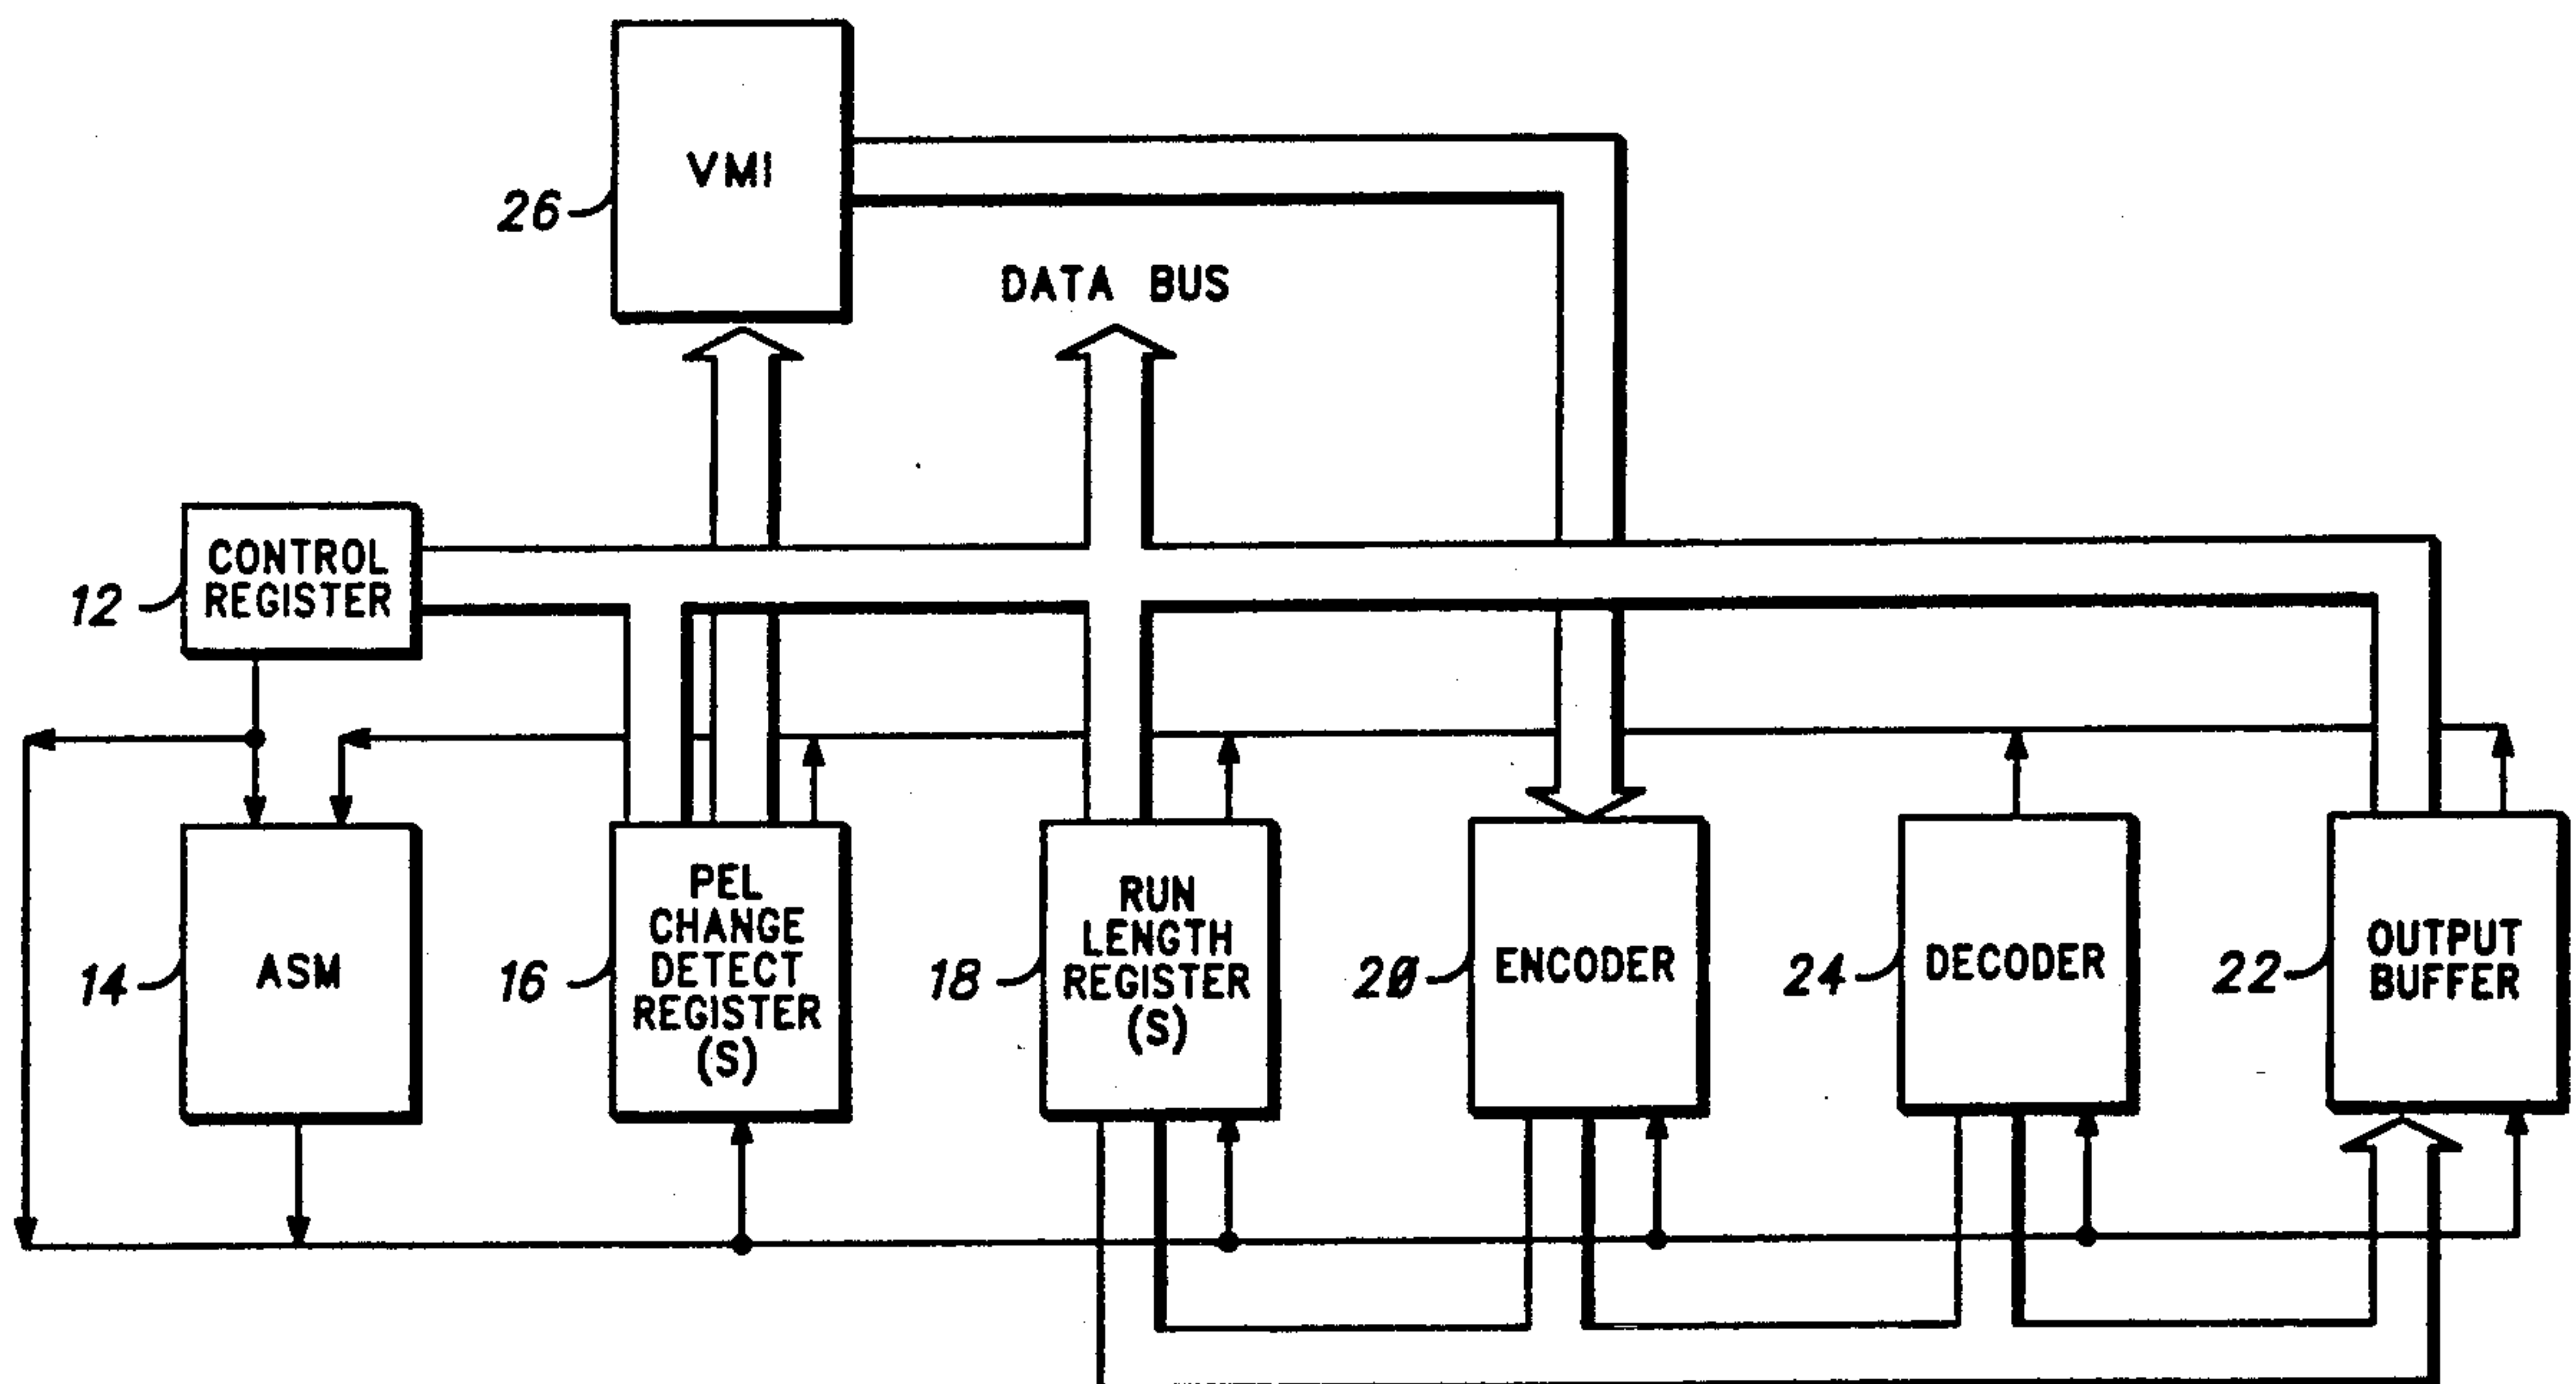 VMI
26
DATA BUS
CONTROL
REGISTER
12
ASM
14
PEL
CHANGE
DETECT
REGISTER
(S)
16
RUN
LENGTH
REGISTER
(S)
18
ENCODER
20
DECODER
24
OUTPUT
BUFFER
22